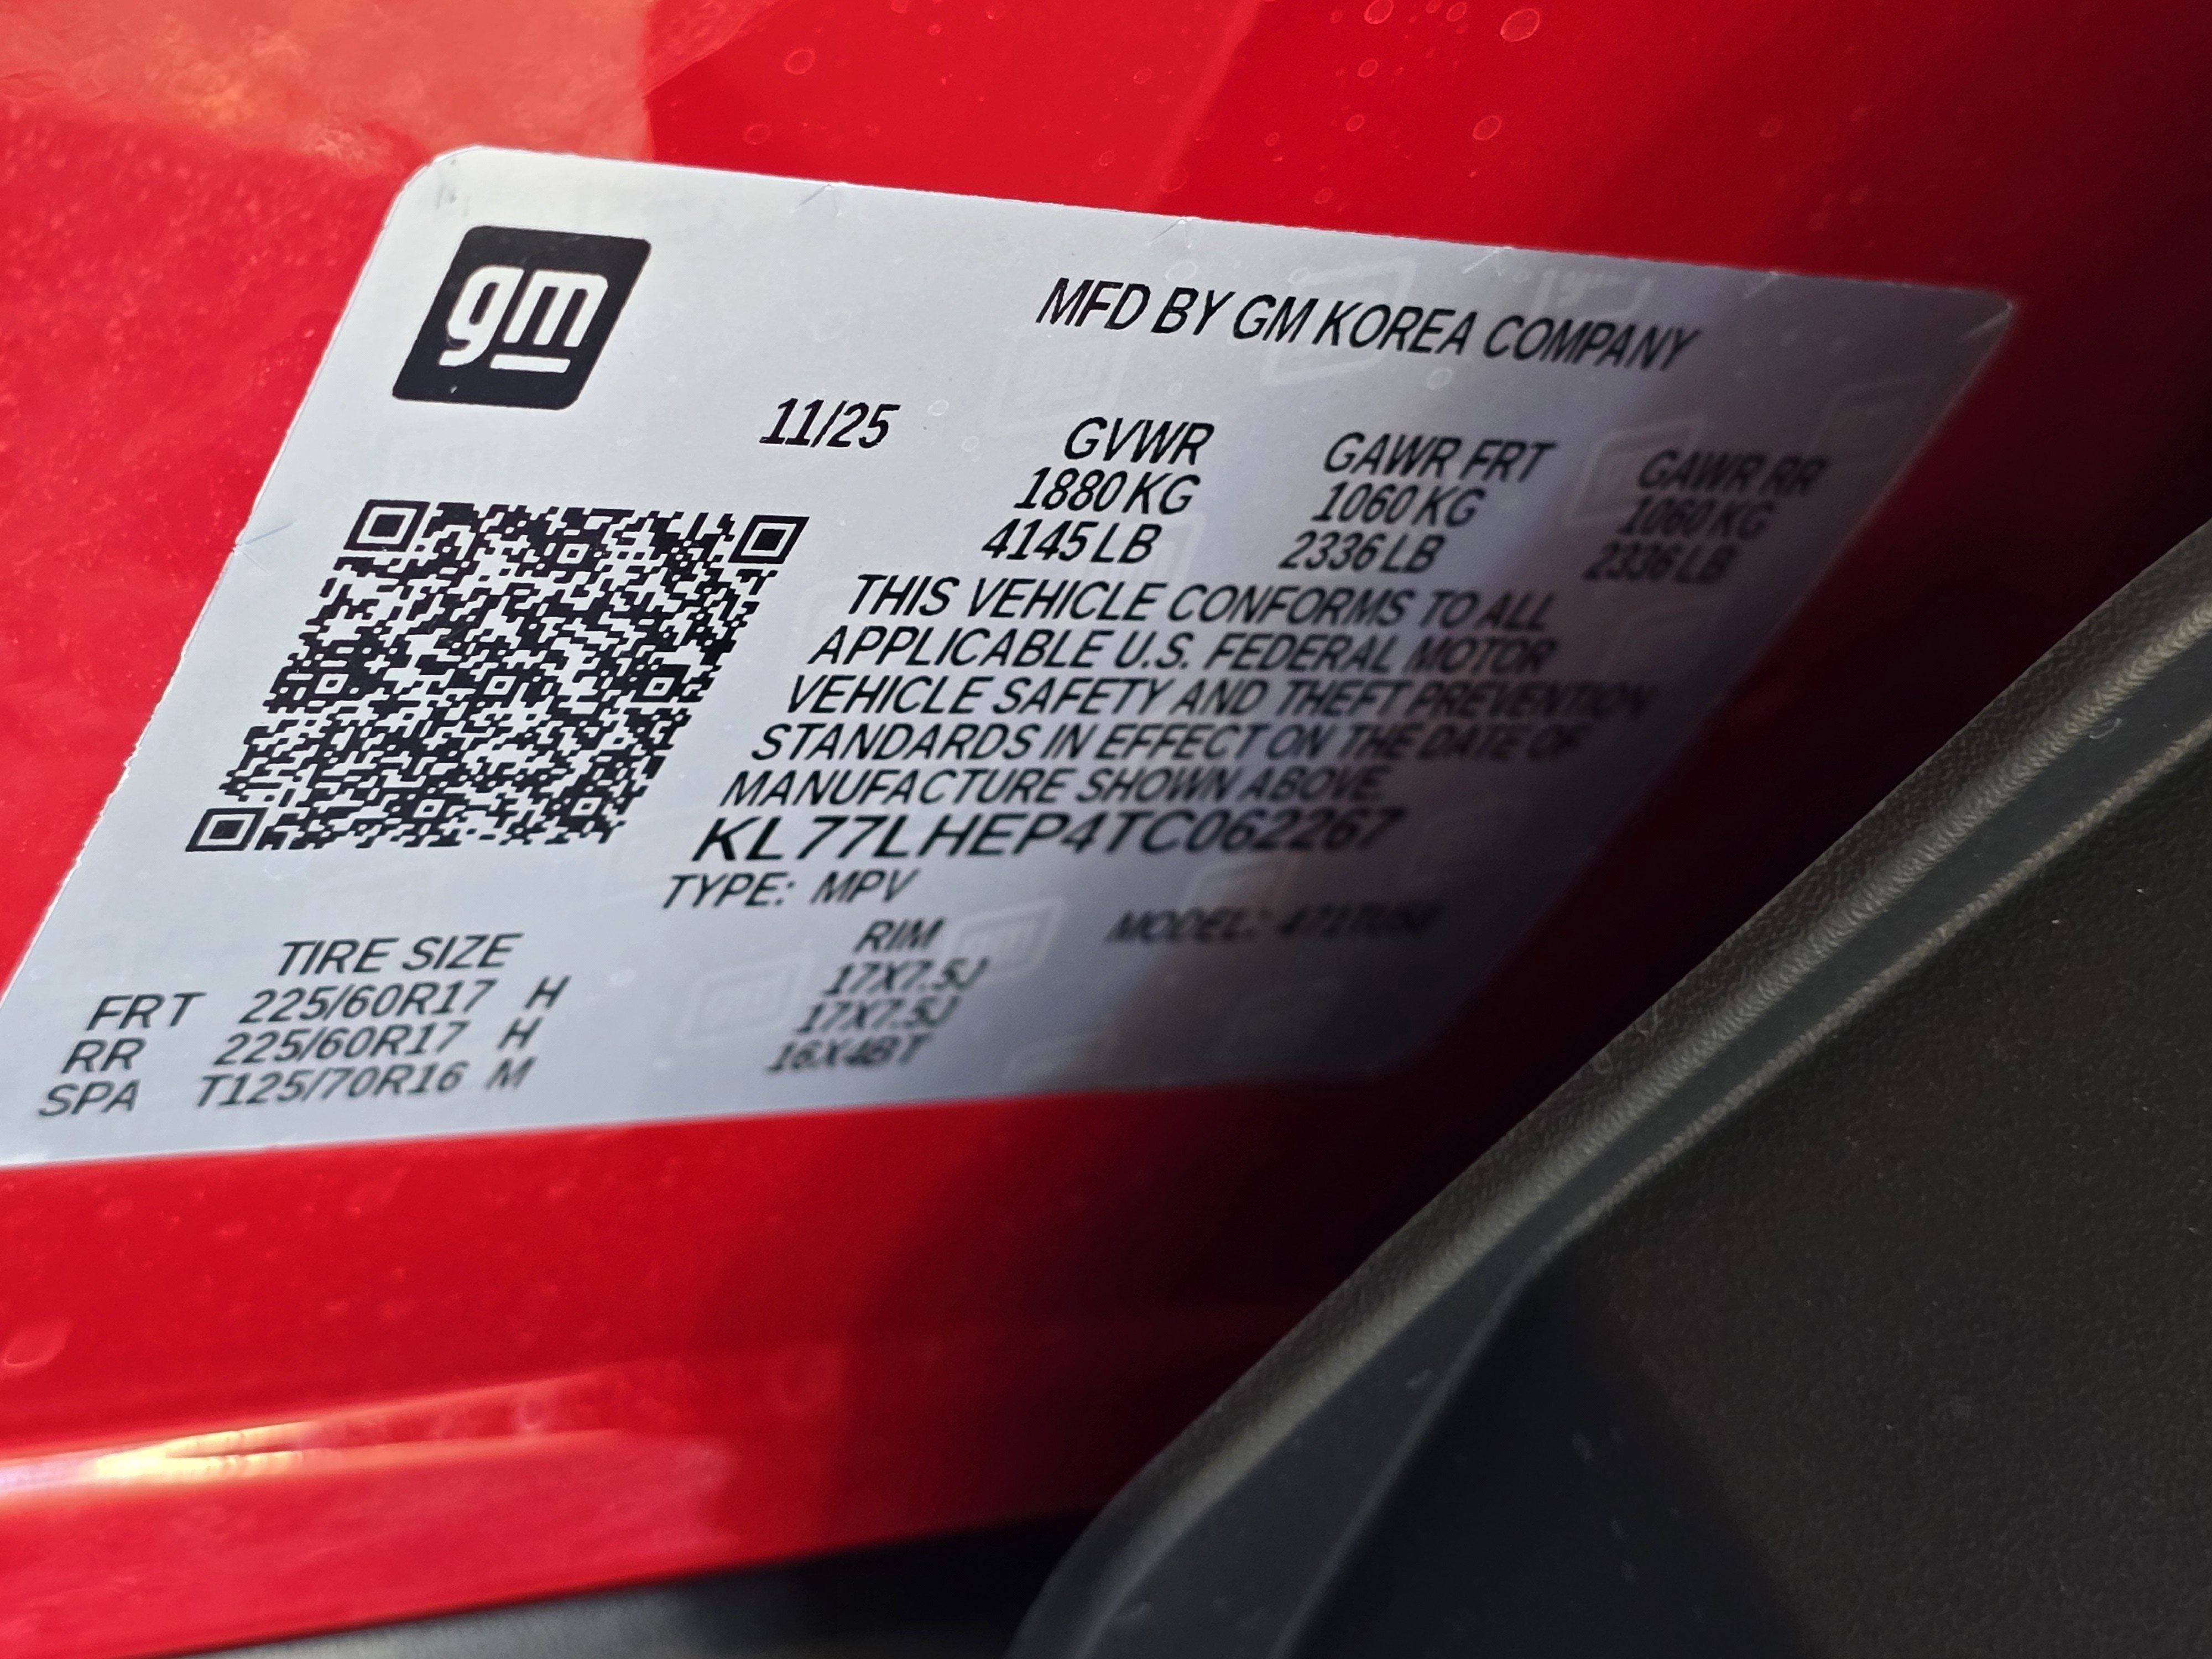 gm
MFD BY GM KOREA COMPANY
11/25
GVWR GAWR FRT GAWR RR
1880 KG 1060 KG 1060 KG
4145 LB 2336 LB 2336 LB
THIS VEHICLE CONFORMS TO ALL
APPLICABLE U.S. FEDERAL MOTOR
VEHICLE SAFETY AND THEFT PREVENTION
STANDARDS IN EFFECT ON THE DATE OF
MANUFACTURE SHOWN ABOVE.
KL77LHEP4TC062267
TYPE: MPV MODEL:
TIRE SIZE RIM
FRT 225/60R17 H 17X7.5J
RR 225/60R17 H 17X7.5J
SPA T125/70R16 M 16X4BT